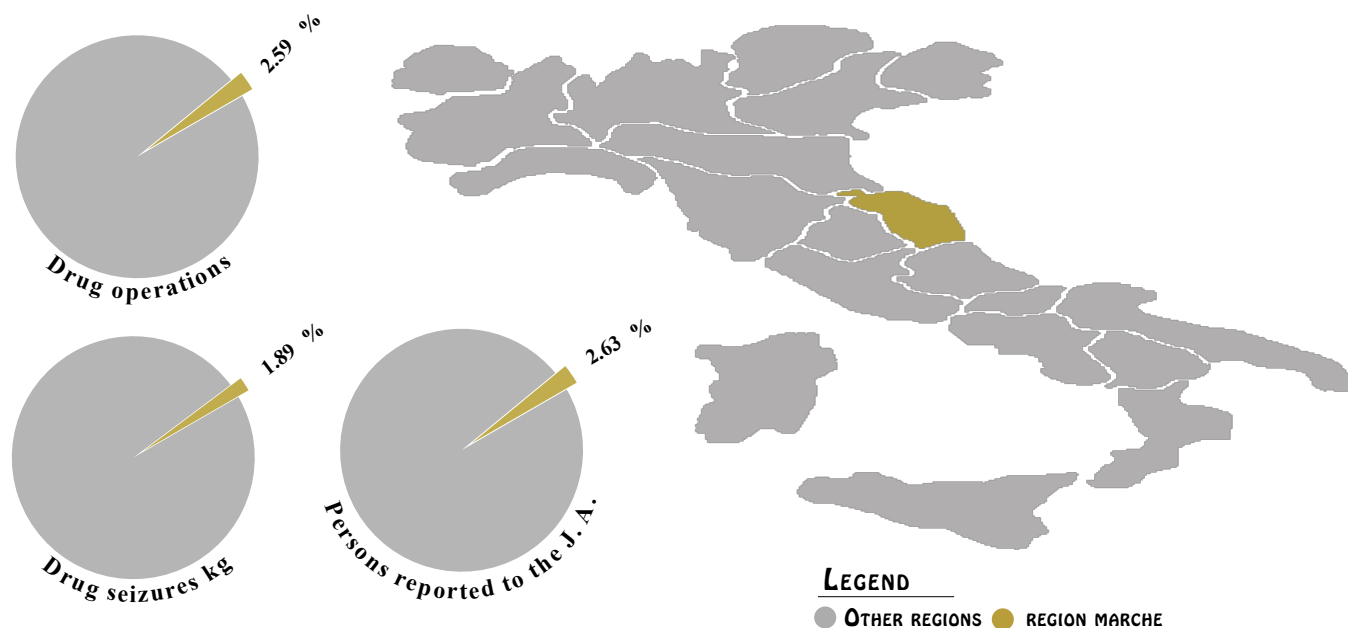 2.59 %
Drug operations
1.89 %
Drug seizures kg
2.63 %
Persons reported to the J. A.
LEGEND
OTHER REGIONS
REGION MARCHE